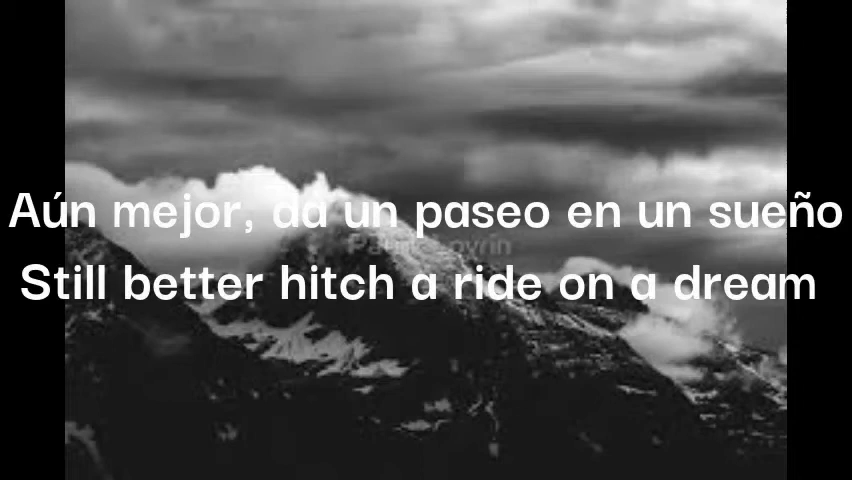 Aún mejor, da un paseo en un sueño
Still better hitch a ride on a dream